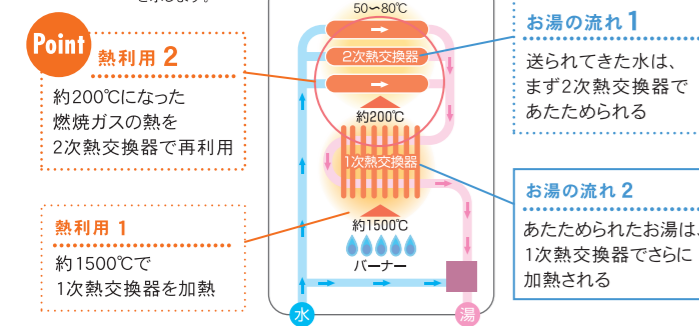 を示します。
50〜80℃
Point 熱利用 2
約200℃になった
燃焼ガスの熱を
2次熱交換器で再利用
2次熱交換器
お湯の流れ 1
送られてきた水は、
まず2次熱交換器で
あたためられる
約200℃
1次熱交換器
熱利用 1
約1500℃で
1次熱交換器を加熱
約1500℃
バーナー
お湯の流れ 2
あたためられたお湯は、
1次熱交換器でさらに
加熱される
水
湯